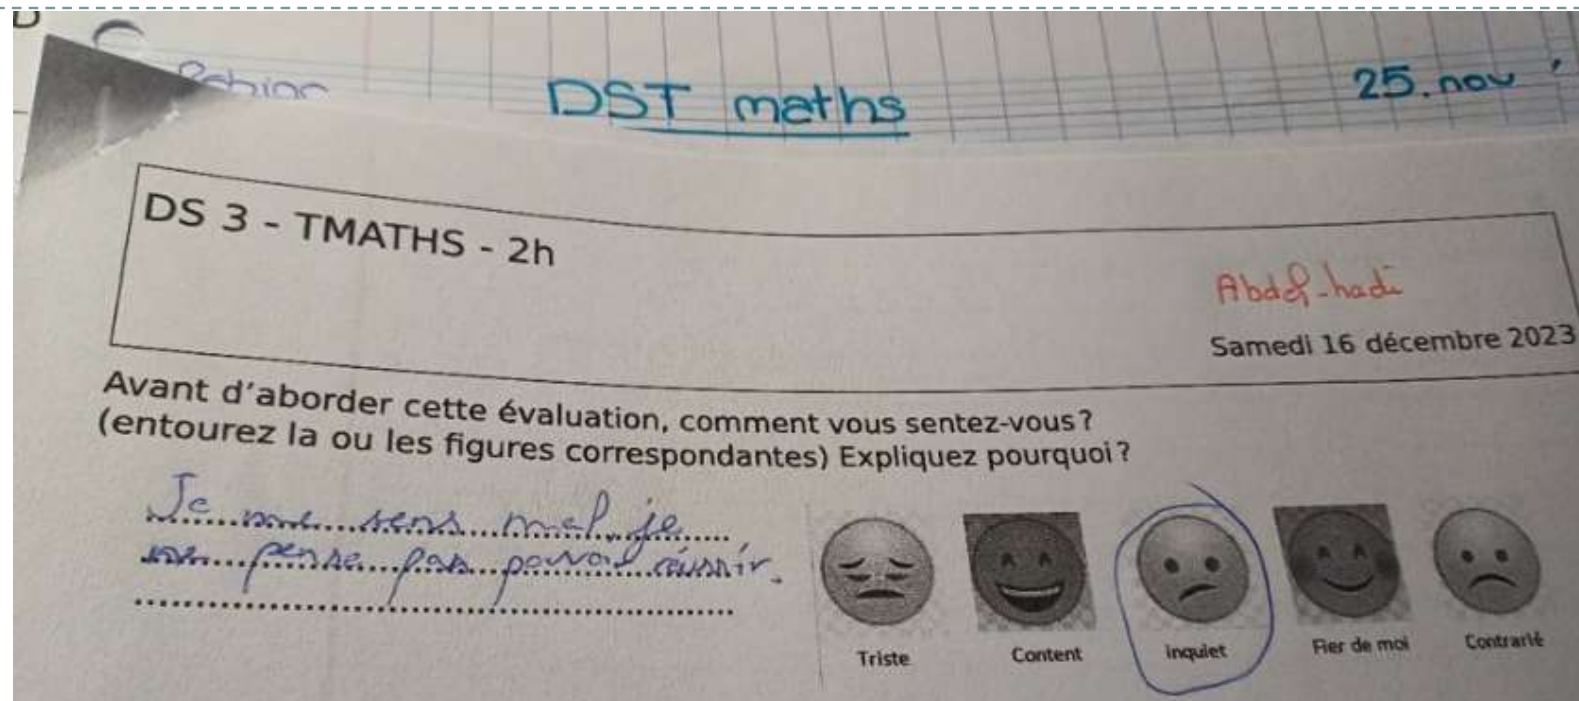 DST maths
25. nov
DS 3 - TMATHS - 2h
Abdel-hadi
Samedi 16 décembre 2023
Avant d'aborder cette évaluation, comment vous sentez-vous ?
(entourez la ou les figures correspondantes) Expliquez pourquoi ?
Je me sens mal, je
ne pense pas pouvoir réussir.
Triste
Content
Inquiet
Fier de moi
Contrarié